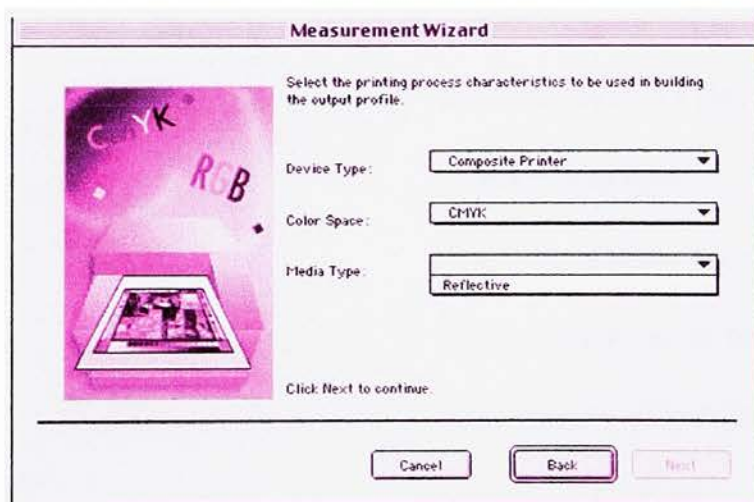 Measurement Wizard
Select the printing process characteristics to be used in building
the output profile.
CMYK
RGB
Device Type:
Composite Printer
Color Space:
CMYK
Media Type:
Reflective
Click Next to continue.
Cancel
Back
Next